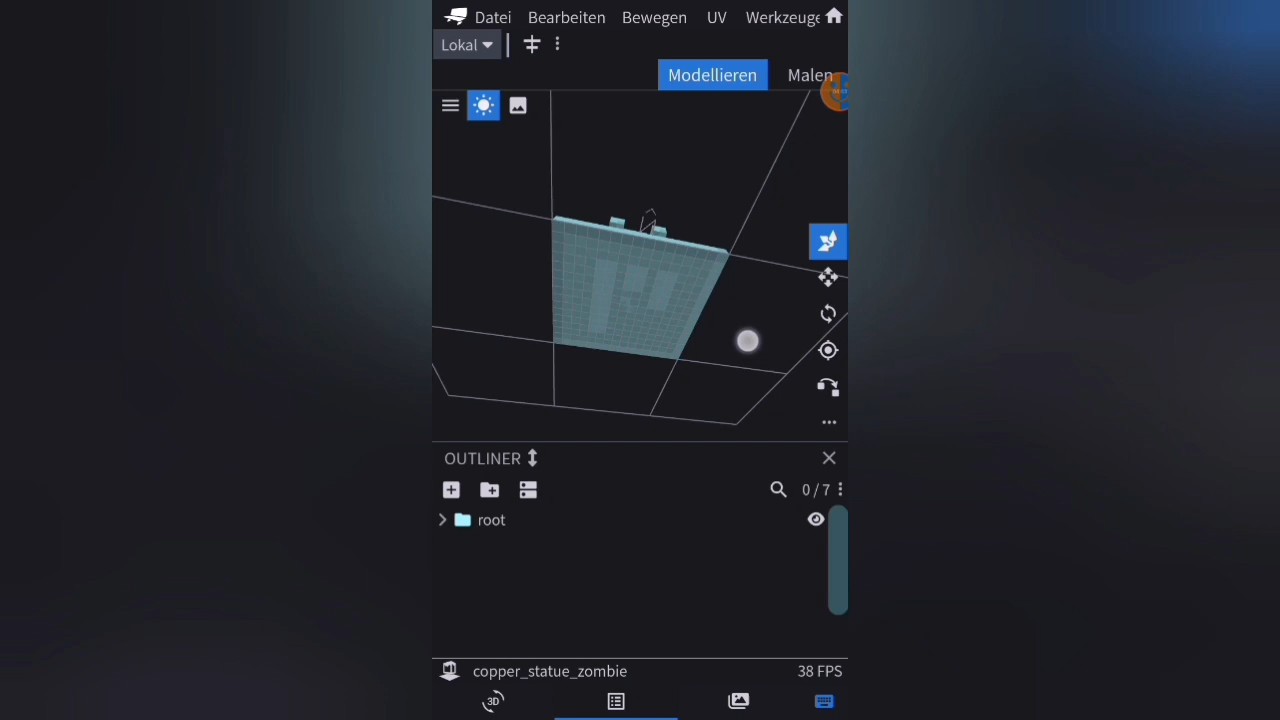 Datei Bearbeiten Bewegen UV Werkzeuge
Lokal
Modellieren Malen
OUTLINER
0 / 7
root
copper_statue_zombie 38 FPS
3D